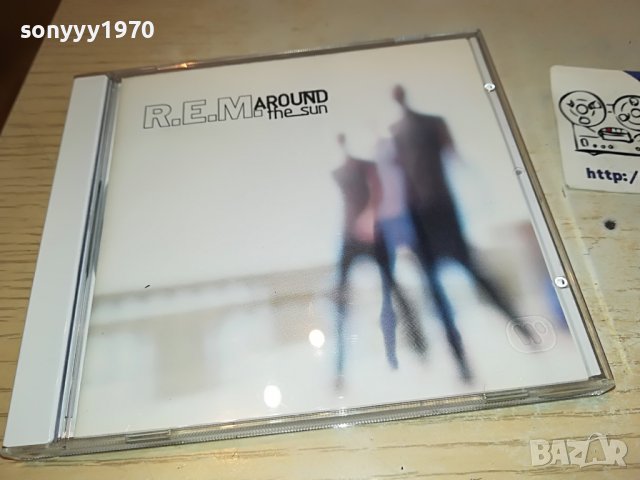 sonyyy1970
R.E.M. AROUND
the sun
http:/
BAZAR